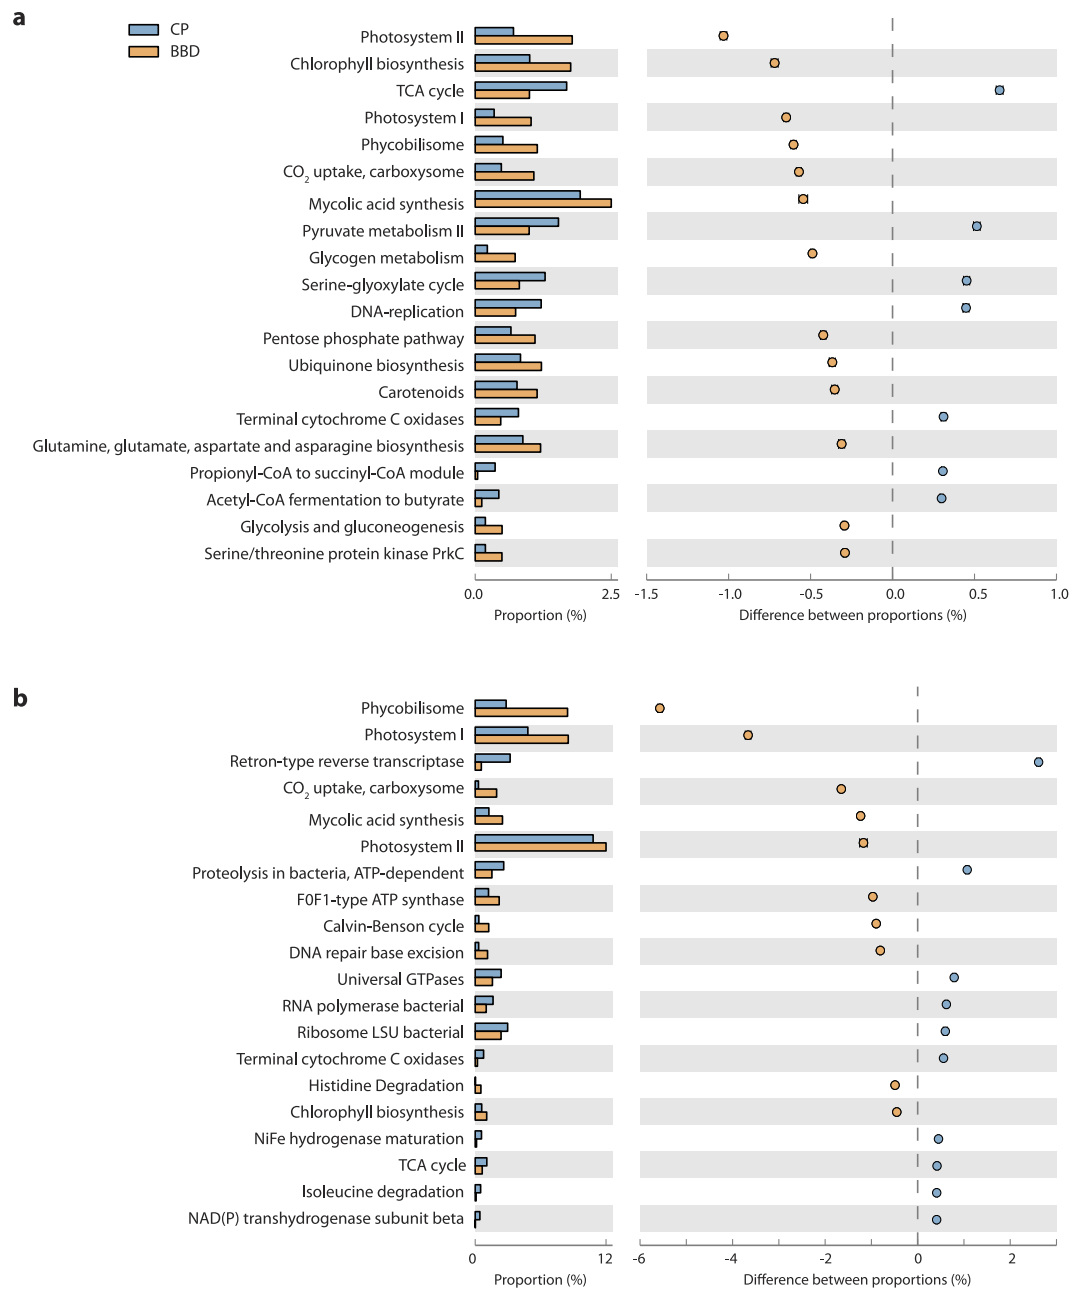 a
CP
BBD
Photosystem II
Chlorophyll biosynthesis
TCA cycle
Photosystem I
Phycobilisome
CO2 uptake, carboxysome
Mycolic acid synthesis
Pyruvate metabolism II
Glycogen metabolism
Serine-glyoxylate cycle
DNA-replication
Pentose phosphate pathway
Ubiquinone biosynthesis
Carotenoids
Terminal cytochrome C oxidases
Glutamine, glutamate, aspartate and asparagine biosynthesis
Propionyl-CoA to succinyl-CoA module
Acetyl-CoA fermentation to butyrate
Glycolysis and gluconeogenesis
Serine/threonine protein kinase PrkC
0.0 2.5 -1.5 -1.0 -0.5 0.0 0.5 1.0
Proportion (%) Difference between proportions (%)
b
Phycobilisome
Photosystem I
Retron-type reverse transcriptase
CO2 uptake, carboxysome
Mycolic acid synthesis
Photosystem II
Proteolysis in bacteria, ATP-dependent
F0F1-type ATP synthase
Calvin-Benson cycle
DNA repair base excision
Universal GTPases
RNA polymerase bacterial
Ribosome LSU bacterial
Terminal cytochrome C oxidases
Histidine Degradation
Chlorophyll biosynthesis
NiFe hydrogenase maturation
TCA cycle
Isoleucine degradation
NAD(P) transhydrogenase subunit beta
0 12 -6 -4 -2 0 2
Proportion (%) Difference between proportions (%)